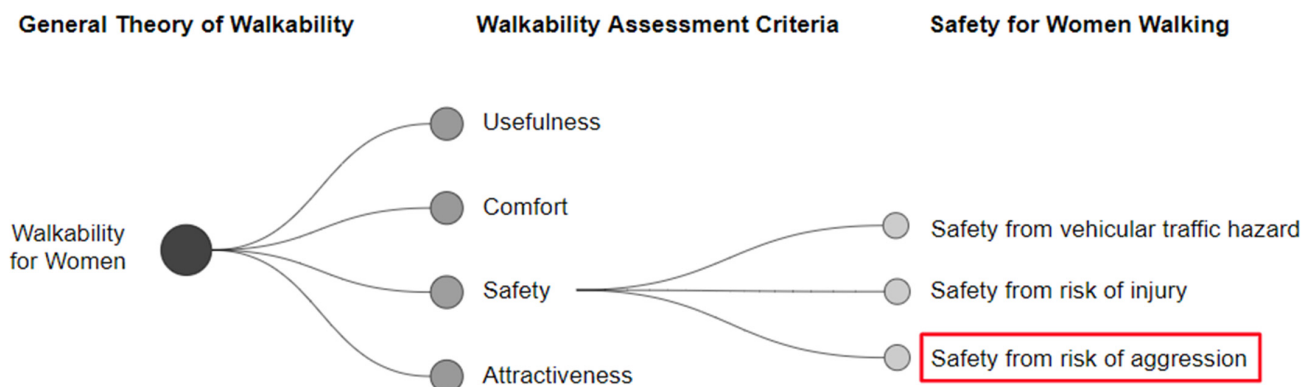 General Theory of Walkability
Walkability Assessment Criteria
Safety for Women Walking
Walkability
for Women
Usefulness
Comfort
Safety
Attractiveness
Safety from vehicular traffic hazard
Safety from risk of injury
Safety from risk of aggression